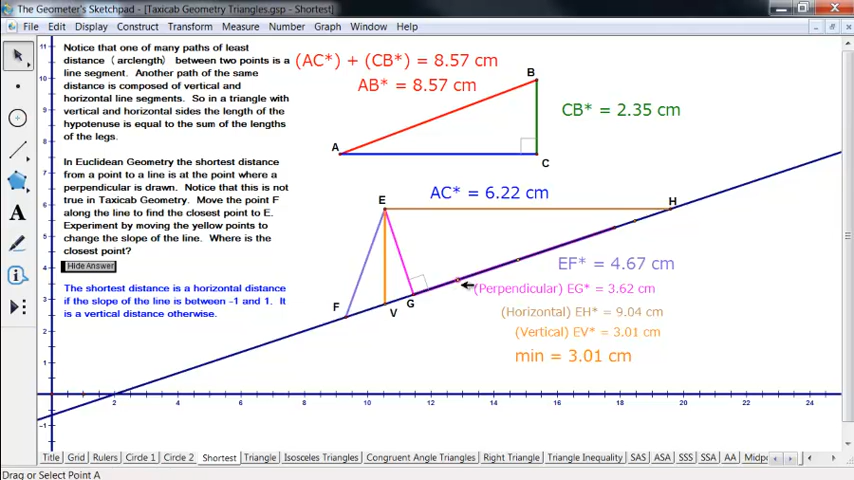 The Geometer's Sketchpad - [Taxicab Geometry Triangles.gsp - Shortest]
File Edit Display Construct Transform Measure Number Graph Window Help
Notice that one of many paths of least
distance ( arclength) between two points is a
line segment. Another path of the same
distance is composed of vertical and
horizontal line segments. So in a triangle with
vertical and horizontal sides the length of the
hypotenuse is equal to the sum of the lengths
of the legs.
In Euclidean Geometry the shortest distance
from a point to a line is at the point where a
perpendicular is drawn. Notice that this is not
true in Taxicab Geometry. Move the point F
along the line to find the closest point to E.
Experiment by moving the yellow points to
change the slope of the line. Where is the
closest point?
Hide Answer
The shortest distance is a horizontal distance
if the slope of the line is between -1 and 1. It
is a vertical distance otherwise.
(AC*) + (CB*) = 8.57 cm
AB* = 8.57 cm
B
CB* = 2.35 cm
A
C
AC* = 6.22 cm
E
H
EF* = 4.67 cm
(Perpendicular) EG* = 3.62 cm
(Horizontal) EH* = 9.04 cm
(Vertical) EV* = 3.01 cm
min = 3.01 cm
F
V
G
11
10
9
8
7
6
5
4
3
2
1
-1
2 4 6 8 10 12 14 16 18 20 22 24
Title Grid Rulers Circle 1 Circle 2 Shortest Triangle Isosceles Triangles Congruent Angle Triangles Right Triangle Triangle Inequality SAS ASA SSS SSA AA Midpo
Drag or Select Point A